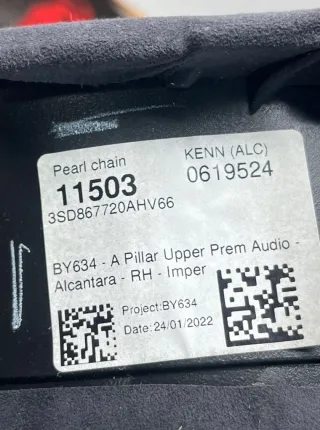 Pearl chain KENN (ALC)
11503 0619524
3SD867720AHV66
BY634 - A Pillar Upper Prem Audio -
Alcantara - RH - Imper
Project:BY634
Date:24/01/2022